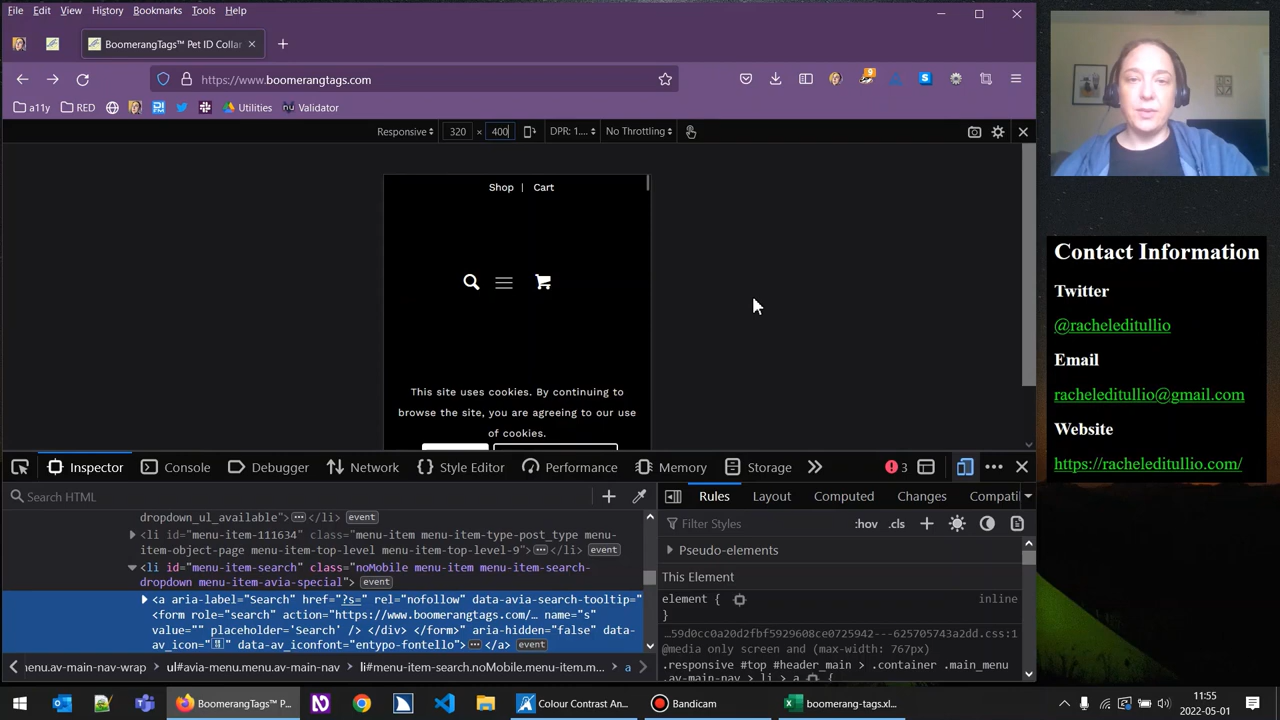 File Edit View History Bookmarks Tools Help
BoomerangTags™ Pet ID Collar
https://www.boomerangtags.com
9
S
a11y RED Utilities Validator
Responsive 320 × 400 DPR: 1.... No Throttling
Shop | Cart
This site uses cookies. By continuing to
browse the site, you are agreeing to our use
of cookies.
Inspector Console Debugger Network Style Editor Performance Memory Storage 3
Search HTML
dropdown_ul_available"> </li> event
<li id="menu-item-111634" class="menu-item menu-item-type-post_type menu-
item-object-page menu-item-top-level menu-item-top-level-9"> </li> event
<li id="menu-item-search" class="noMobile menu-item menu-item-search-
dropdown menu-item-avia-special"> event
<a aria-label="Search" href="?s=" rel="nofollow" data-avia-search-tooltip="
<form role="search" action="https://www.boomerangtags.com/… name="s"
value="" placeholder='Search' /> </div> </form>" aria-hidden="false" data-
av_icon=" " data-av_iconfont="entypo-fontello"> </a> event
enu.av-main-nav-wrap ul#avia-menu.menu.av-main-nav li#menu-item-search.noMobile.menu-item.m… a
Rules Layout Computed Changes Compati
Filter Styles :hov .cls
Pseudo-elements
This Element
element { inline
}
…59d0cc0a20d2fbf5929608ce0725942---625705743a2dd.css:1
@media only screen and (max-width: 767px)
.responsive #top #header_main > .container .main_menu
.av-main-nav > li > a {
Contact Information
Twitter
@racheleditullio
Email
racheleditullio@gmail.com
Website
https://racheleditullio.com/
BoomerangTags™ P... Colour Contrast An... Bandicam boomerang-tags.xl...
11:55
2022-05-01